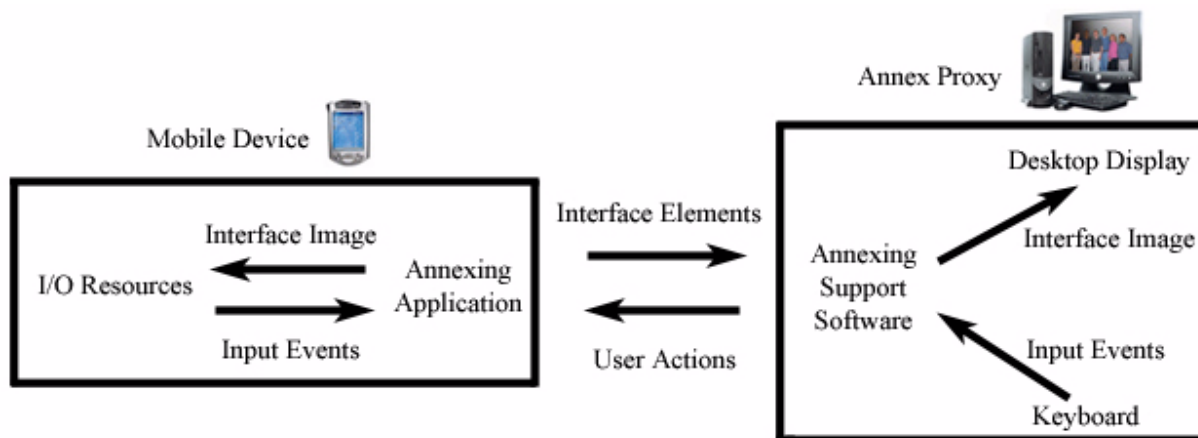 Annex Proxy
Mobile Device
I/O Resources
Interface Image
Input Events
Annexing
Application
Interface Elements
User Actions
Annexing
Support
Software
Desktop Display
Interface Image
Input Events
Keyboard